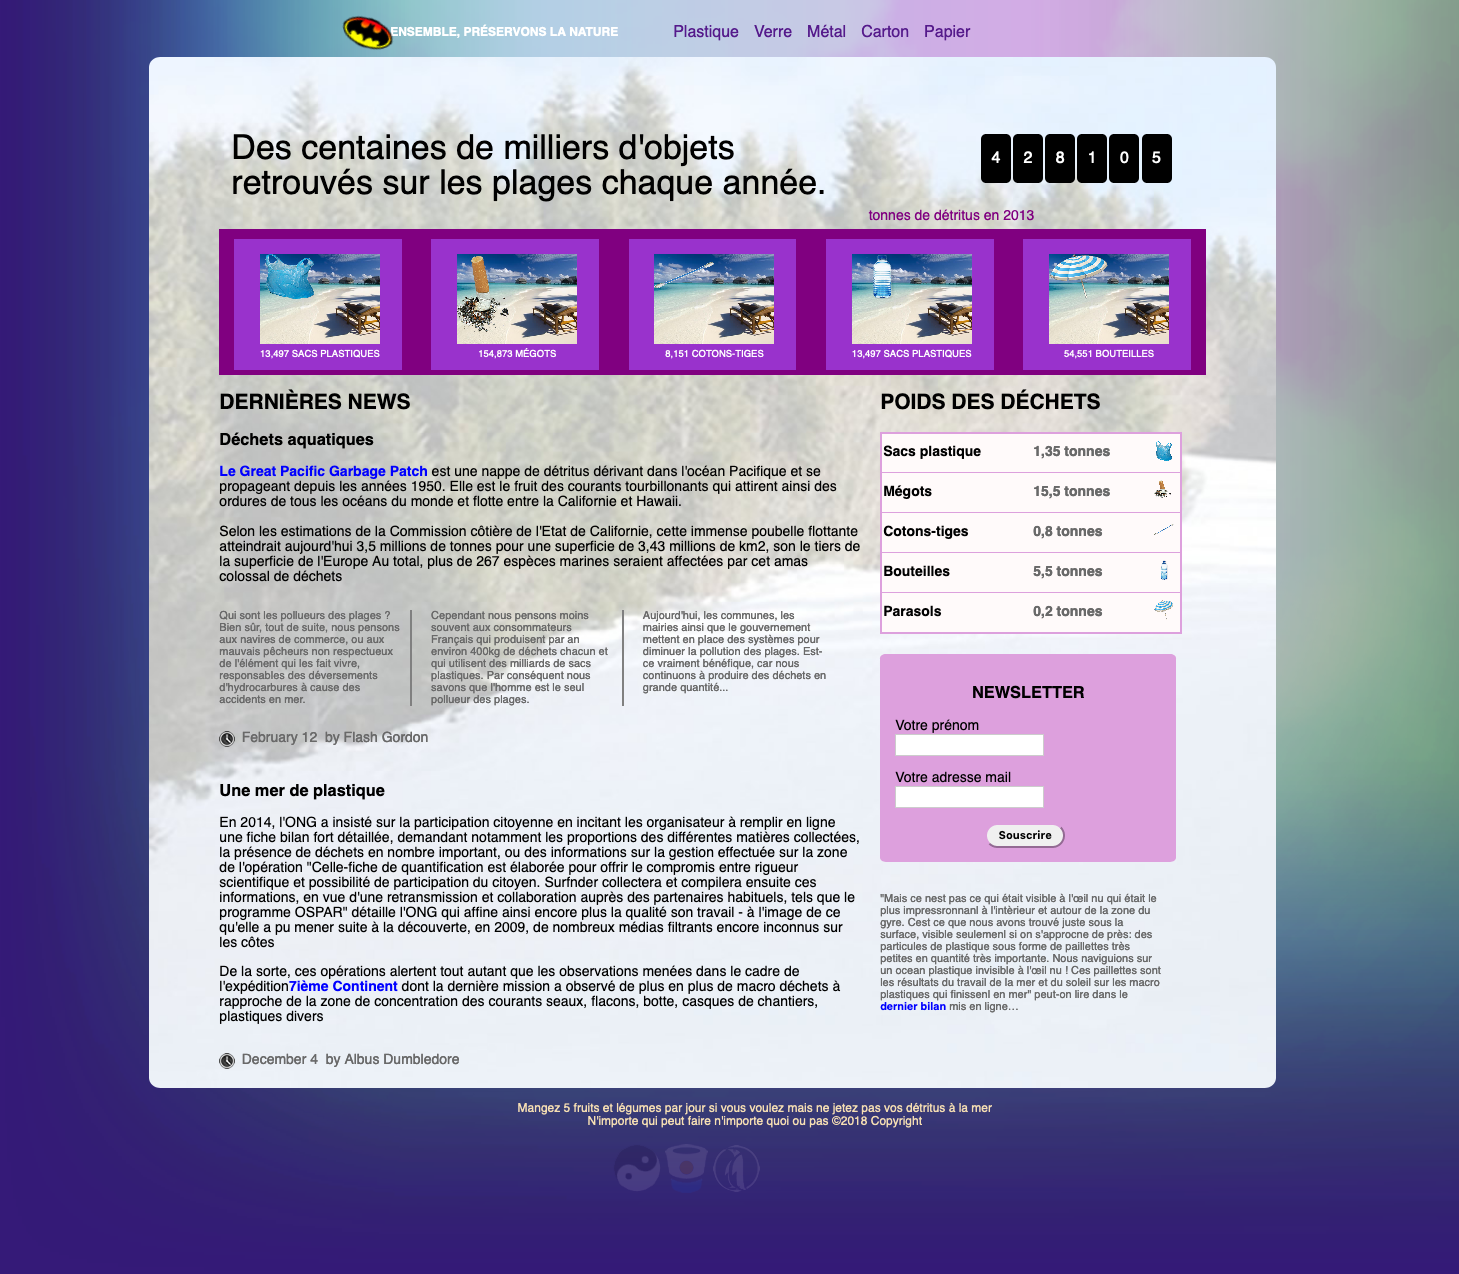 ENSEMBLE, PRÉSERVONS LA NATURE
Plastique Verre Métal Carton Papier
Des centaines de milliers d'objets
retrouvés sur les plages chaque année.
4 2 8 1 0 5
tonnes de détritus en 2013
13,497 SACS PLASTIQUES
154,873 MÉGOTS
8,151 COTONS-TIGES
13,497 SACS PLASTIQUES
54,551 BOUTEILLES
DERNIÈRES NEWS
Déchets aquatiques
Le Great Pacific Garbage Patch est une nappe de détritus dérivant dans l'océan Pacifique et se
propageant depuis les années 1950. Elle est le fruit des courants tourbillonants qui attirent ainsi des
ordures de tous les océans du monde et flotte entre la Californie et Hawaii.
Selon les estimations de la Commission côtière de l'Etat de Californie, cette immense poubelle flottante
atteindrait aujourd'hui 3,5 millions de tonnes pour une superficie de 3,43 millions de km2, son le tiers de
la superficie de l'Europe Au total, plus de 267 espèces marines seraient affectées par cet amas
colossal de déchets
Qui sont les pollueurs des plages ?
Bien sûr, tout de suite, nous pensons
aux navires de commerce, ou aux
mauvais pêcheurs non respectueux
de l'élément qui les fait vivre,
responsables des déversements
d'hydrocarbures à cause des
accidents en mer.
Cependant nous pensons moins
souvent aux consommateurs
Français qui produisent par an
environ 400kg de déchets chacun et
qui utilisent des milliards de sacs
plastiques. Par conséquent nous
savons que l'homme est le seul
pollueur des plages.
Aujourd'hui, les communes, les
mairies ainsi que le gouvernement
mettent en place des systèmes pour
diminuer la pollution des plages. Est-
ce vraiment bénéfique, car nous
continuons à produire des déchets en
grande quantité...
February 12 by Flash Gordon
Une mer de plastique
En 2014, l'ONG a insisté sur la participation citoyenne en incitant les organisateur à remplir en ligne
une fiche bilan fort détaillée, demandant notamment les proportions des différentes matières collectées,
la présence de déchets en nombre important, ou des informations sur la gestion effectuée sur la zone
de l'opération "Celle-fiche de quantification est élaborée pour offrir le compromis entre rigueur
scientifique et possibilité de participation du citoyen. Surfnder collectera et compilera ensuite ces
informations, en vue d'une retransmission et collaboration auprès des partenaires habituels, tels que le
programme OSPAR" détaille l'ONG qui affine ainsi encore plus la qualité son travail - à l'image de ce
qu'elle a pu mener suite à la découverte, en 2009, de nombreux médias filtrants encore inconnus sur
les côtes
De la sorte, ces opérations alertent tout autant que les observations menées dans le cadre de
l'expédition7ième Continent dont la dernière mission a observé de plus en plus de macro déchets à
rapproche de la zone de concentration des courants seaux, flacons, botte, casques de chantiers,
plastiques divers
December 4 by Albus Dumbledore
POIDS DES DÉCHETS
Sacs plastique 1,35 tonnes
Mégots 15,5 tonnes
Cotons-tiges 0,8 tonnes
Bouteilles 5,5 tonnes
Parasols 0,2 tonnes
NEWSLETTER
Votre prénom
Votre adresse mail
Souscrire
"Mais ce nest pas ce qui était visible à l'œil nu qui était le
plus impressronnanl à l'intèrieur et autour de la zone du
gyre. Cest ce que nous avons trouvé juste sous la
surface, visible seulemenl si on s'approcne de près: des
particules de plastique sous forme de paillettes très
petites en quantité très importante. Nous naviguions sur
un ocean plastique invisible à l'œil nu ! Ces paillettes sont
les résultats du travail de la mer et du soleil sur les macro
plastiques qui finissenl en mer" peut-on lire dans le
dernier bilan mis en ligne…
Mangez 5 fruits et légumes par jour si vous voulez mais ne jetez pas vos détritus à la mer
N'importe qui peut faire n'importe quoi ou pas ©2018 Copyright